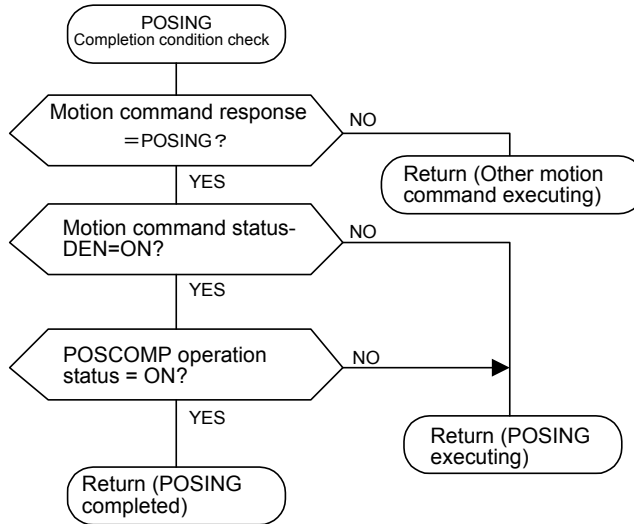 POSING
Completion condition check
Motion command response
=POSING?
NO
Return (Other motion
command executing)
YES
Motion command status-
DEN=ON?
NO
YES
POSCOMP operation
status = ON?
NO
YES
Return (POSING
executing)
Return (POSING
completed)